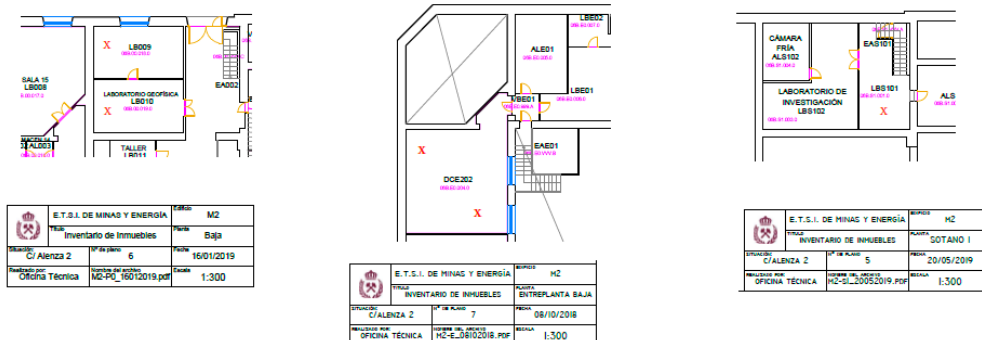 X
LB009
SALA 15
LB008
LABORATORIO GEOFÍSICA
LB010
X
EA002
AL003
TALLER
LB011
E.T.S.I. DE MINAS Y ENERGÍA
Edificio
M2
Título
Inventario de Inmuebles
Planta
Baja
Situación:
C/ Alenza 2
Nº de plano
6
Fecha
16/01/2019
Realizado por:
Oficina Técnica
Nombre del archivo
M2-P0_16012019.pdf
Escala
1:300
LBE02
ALE01
LBE01
EAE01
X
DCE202
X
E.T.S.I. DE MINAS Y ENERGÍA
EDIFICIO
M2
TITULO
INVENTARIO DE INMUEBLES
PLANTA
ENTREPLANTA BAJA
SITUACIÓN:
C/ALENZA 2
Nº DE PLANO
7
FECHA
08/10/2018
REALIZADO POR:
OFICINA TÉCNICA
NOMBRE DEL ARCHIVO
M2-E_08102018.PDF
ESCALA
1:300
CÁMARA
FRÍA
ALS102
EAS101
LABORATORIO DE
INVESTIGACIÓN
LBS102
LBS101
X
ALS
E.T.S.I. DE MINAS Y ENERGÍA
EDIFICIO
M2
TITULO
INVENTARIO DE INMUEBLES
PLANTA
SOTANO I
SITUACIÓN:
C/ALENZA 2
Nº DE PLANO
5
FECHA
20/05/2019
REALIZADO POR:
OFICINA TÉCNICA
NOMBRE DEL ARCHIVO
M2-S1_20052019.PDF
ESCALA
1:300